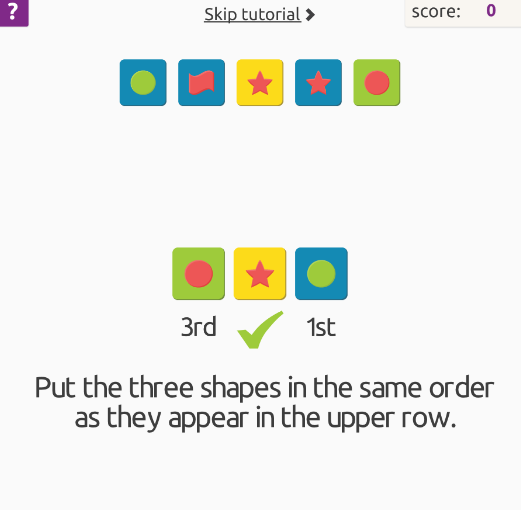 ?
Skip tutorial
score: 0
3rd 1st
Put the three shapes in the same order
as they appear in the upper row.